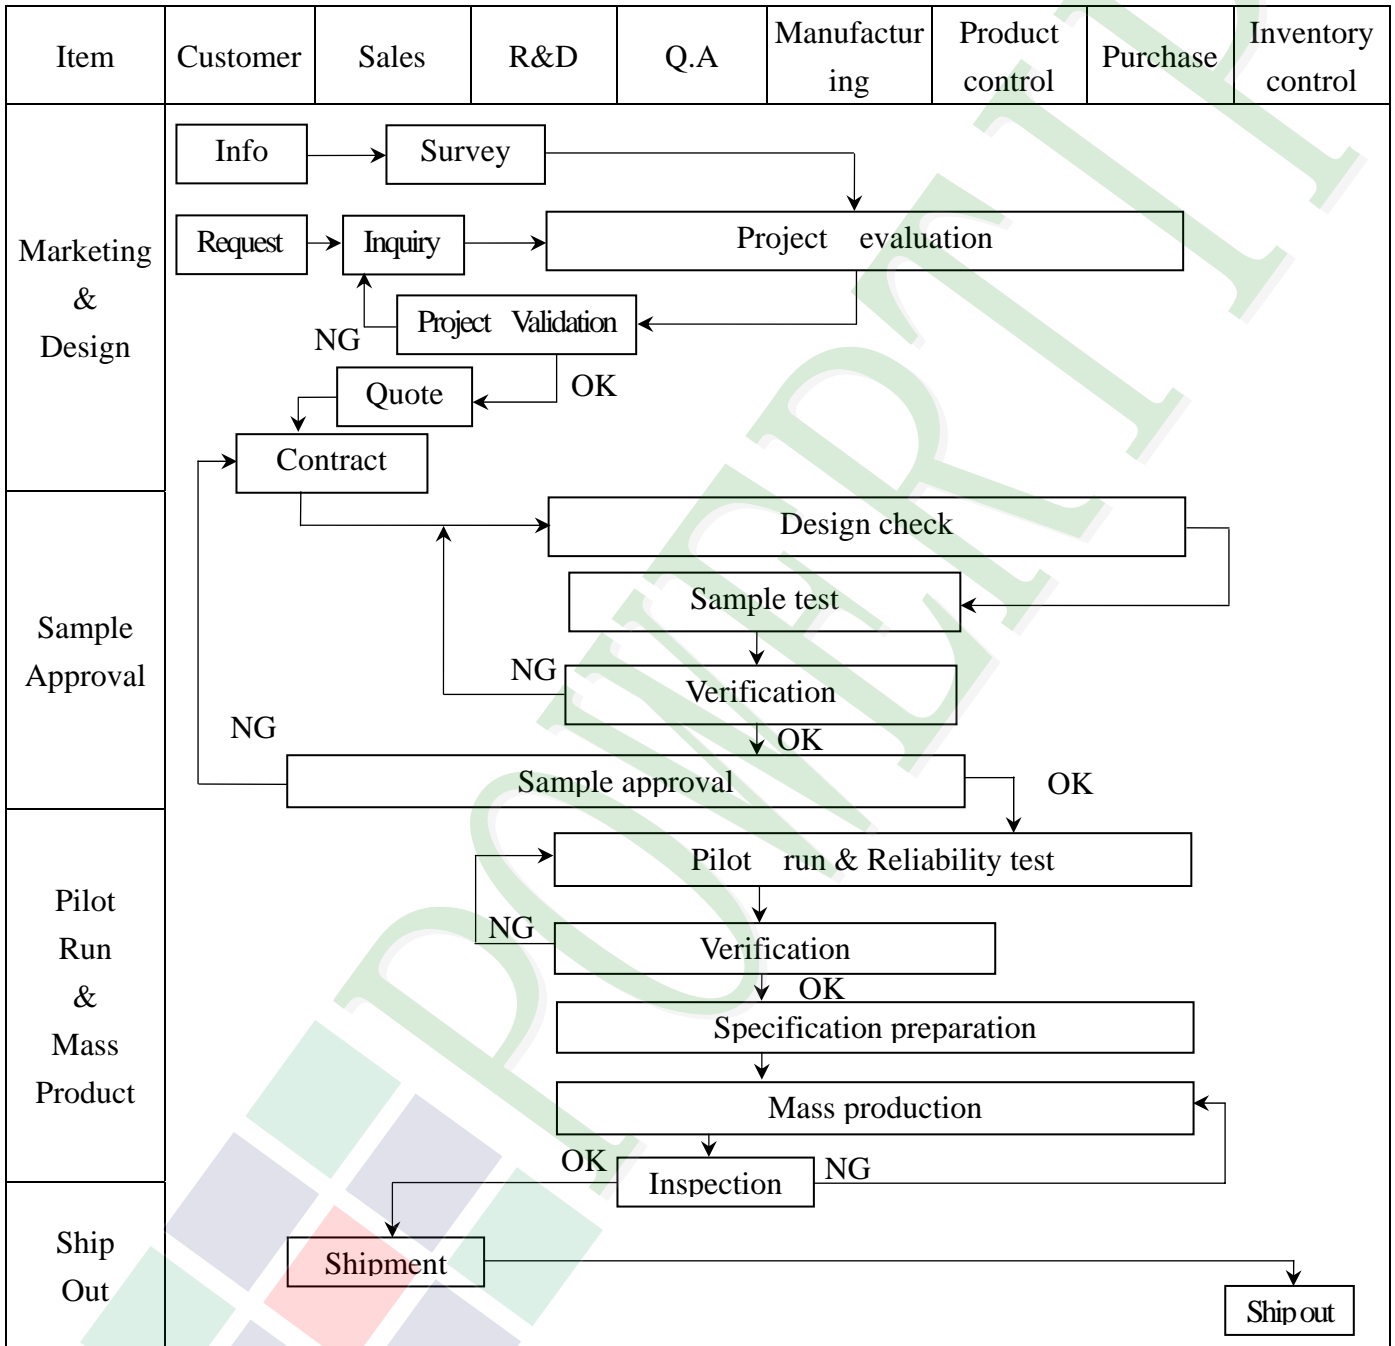 Item
Customer
Sales
R&D
Q.A
Manufactur
ing
Product
control
Purchase
Inventory
control
Marketing
&
Design
Info
Survey
Request
Inquiry
Project evaluation
NG
Project Validation
Quote
OK
Contract
Sample
Approval
Design check
Sample test
NG
Verification
NG
OK
Sample approval
OK
Pilot
Run
&
Mass
Product
Pilot run & Reliability test
NG
Verification
OK
Specification preparation
Mass production
OK
Inspection
NG
Ship
Out
Shipment
Ship out
POWERTIP